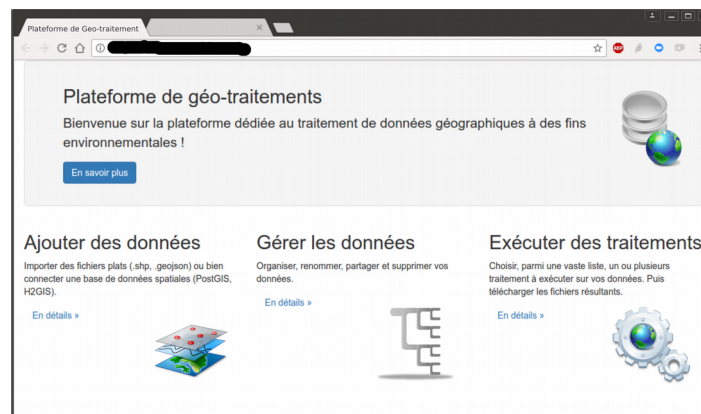 Plateforme de Geo-traitement
Plateforme de géo-traitements
Bienvenue sur la plateforme dédiée au traitement de données géographiques à des fins
environnementales !
En savoir plus
Ajouter des données
Importer des fichiers plats (.shp, .geojson) ou bien
connecter une base de données spatiales (PostGIS,
H2GIS).
En détails »
Gérer les données
Organiser, renommer, partager et supprimer vos
données.
En détails »
Exécuter des traitements
Choisir, parmi une vaste liste, un ou plusieurs
traitement à exécuter sur vos données. Puis
télécharger les fichiers résultants.
En détails »
ABP